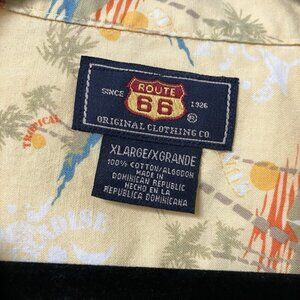 ROUTE
SINCE 66 1926
®
ORIGINAL CLOTHING CO.
XLARGE/XGRANDE
100% COTTON/ALGODON
MADE IN
DOMINICAN REPUBLIC
HECHO EN LA
REPUBLICA DOMINICANA
TROPICAL